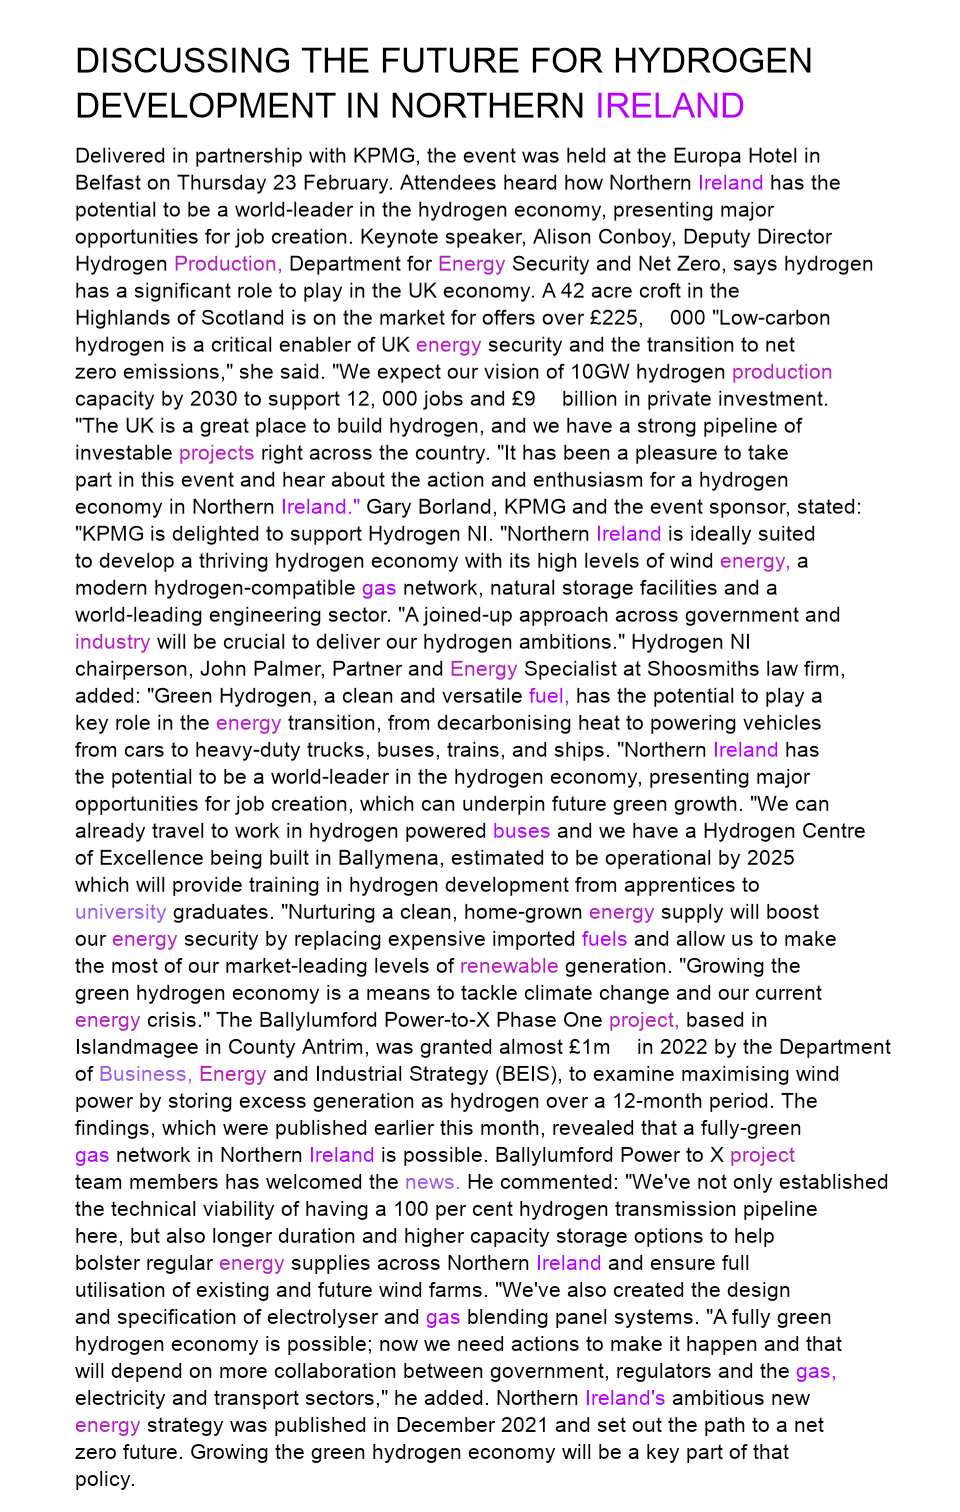 DISCUSSING THE FUTURE FOR HYDROGEN
DEVELOPMENT IN NORTHERN IRELAND
Delivered in partnership with KPMG, the event was held at the Europa Hotel in
Belfast on Thursday 23 February. Attendees heard how Northern Ireland has the
potential to be a world-leader in the hydrogen economy, presenting major
opportunities for job creation. Keynote speaker, Alison Conboy, Deputy Director
Hydrogen Production, Department for Energy Security and Net Zero, says hydrogen
has a significant role to play in the UK economy. A 42 acre croft in the
Highlands of Scotland is on the market for offers over £225, 000 "Low-carbon
hydrogen is a critical enabler of UK energy security and the transition to net
zero emissions," she said. "We expect our vision of 10GW hydrogen production
capacity by 2030 to support 12, 000 jobs and £9 billion in private investment.
"The UK is a great place to build hydrogen, and we have a strong pipeline of
investable projects right across the country. "It has been a pleasure to take
part in this event and hear about the action and enthusiasm for a hydrogen
economy in Northern Ireland." Gary Borland, KPMG and the event sponsor, stated:
"KPMG is delighted to support Hydrogen NI. "Northern Ireland is ideally suited
to develop a thriving hydrogen economy with its high levels of wind energy, a
modern hydrogen-compatible gas network, natural storage facilities and a
world-leading engineering sector. "A joined-up approach across government and
industry will be crucial to deliver our hydrogen ambitions." Hydrogen NI
chairperson, John Palmer, Partner and Energy Specialist at Shoosmiths law firm,
added: "Green Hydrogen, a clean and versatile fuel, has the potential to play a
key role in the energy transition, from decarbonising heat to powering vehicles
from cars to heavy-duty trucks, buses, trains, and ships. "Northern Ireland has
the potential to be a world-leader in the hydrogen economy, presenting major
opportunities for job creation, which can underpin future green growth. "We can
already travel to work in hydrogen powered buses and we have a Hydrogen Centre
of Excellence being built in Ballymena, estimated to be operational by 2025
which will provide training in hydrogen development from apprentices to
university graduates. "Nurturing a clean, home-grown energy supply will boost
our energy security by replacing expensive imported fuels and allow us to make
the most of our market-leading levels of renewable generation. "Growing the
green hydrogen economy is a means to tackle climate change and our current
energy crisis." The Ballylumford Power-to-X Phase One project, based in
Islandmagee in County Antrim, was granted almost £1m in 2022 by the Department
of Business, Energy and Industrial Strategy (BEIS), to examine maximising wind
power by storing excess generation as hydrogen over a 12-month period. The
findings, which were published earlier this month, revealed that a fully-green
gas network in Northern Ireland is possible. Ballylumford Power to X project
team members has welcomed the news. He commented: "We've not only established
the technical viability of having a 100 per cent hydrogen transmission pipeline
here, but also longer duration and higher capacity storage options to help
bolster regular energy supplies across Northern Ireland and ensure full
utilisation of existing and future wind farms. "We've also created the design
and specification of electrolyser and gas blending panel systems. "A fully green
hydrogen economy is possible; now we need actions to make it happen and that
will depend on more collaboration between government, regulators and the gas,
electricity and transport sectors," he added. Northern Ireland's ambitious new
energy strategy was published in December 2021 and set out the path to a net
zero future. Growing the green hydrogen economy will be a key part of that
policy.